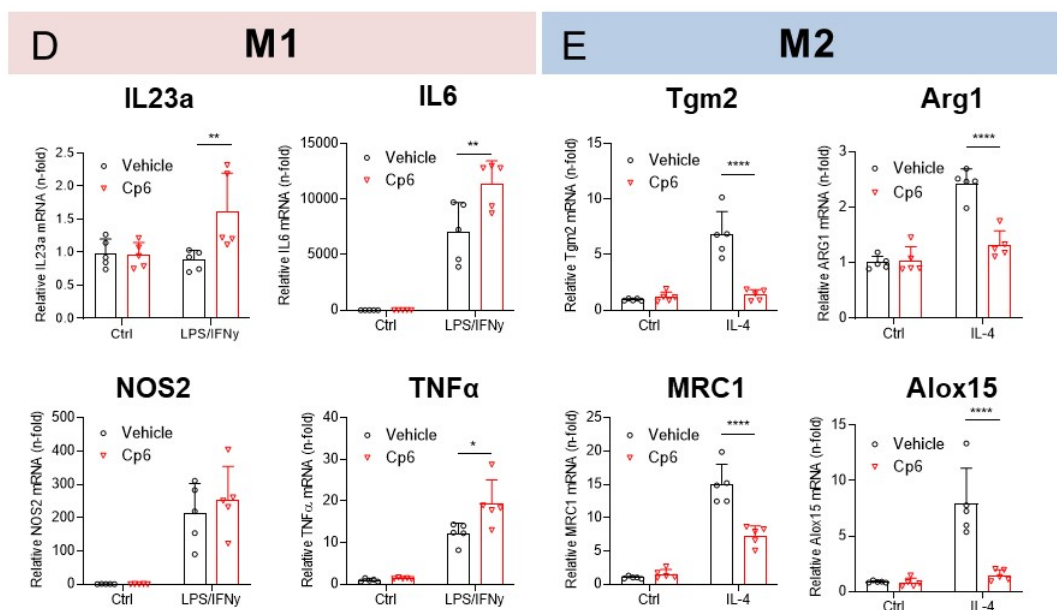 D M1
IL23a
Relative IL23a mRNA (n-fold)
2.5
2.0
1.5
1.0
0.5
0.0
Vehicle
Cp6
**
Ctrl LPS/IFNγ
IL6
Relative IL6 mRNA (n-fold)
15000
10000
5000
0
Vehicle
Cp6
**
Ctrl LPS/IFNγ
NOS2
Relative NOS2 mRNA (n-fold)
500
400
300
200
100
0
Vehicle
Cp6
Ctrl LPS/IFNγ
TNFα
Relative TNFα mRNA (n-fold)
40
30
20
10
0
Vehicle
Cp6
*
Ctrl LPS/IFNγ
E M2
Tgm2
Relative Tgm2 mRNA (n-fold)
15
10
5
0
Vehicle
Cp6
****
Ctrl IL-4
Arg1
Relative ARG1 mRNA (n-fold)
3
2
1
0
Vehicle
Cp6
****
Ctrl IL-4
MRC1
Relative MRC1 mRNA (n-fold)
25
20
15
10
5
0
Vehicle
Cp6
****
Ctrl IL-4
Alox15
Relative Alox15 mRNA (n-fold)
15
10
5
0
Vehicle
Cp6
****
Ctrl IL-4